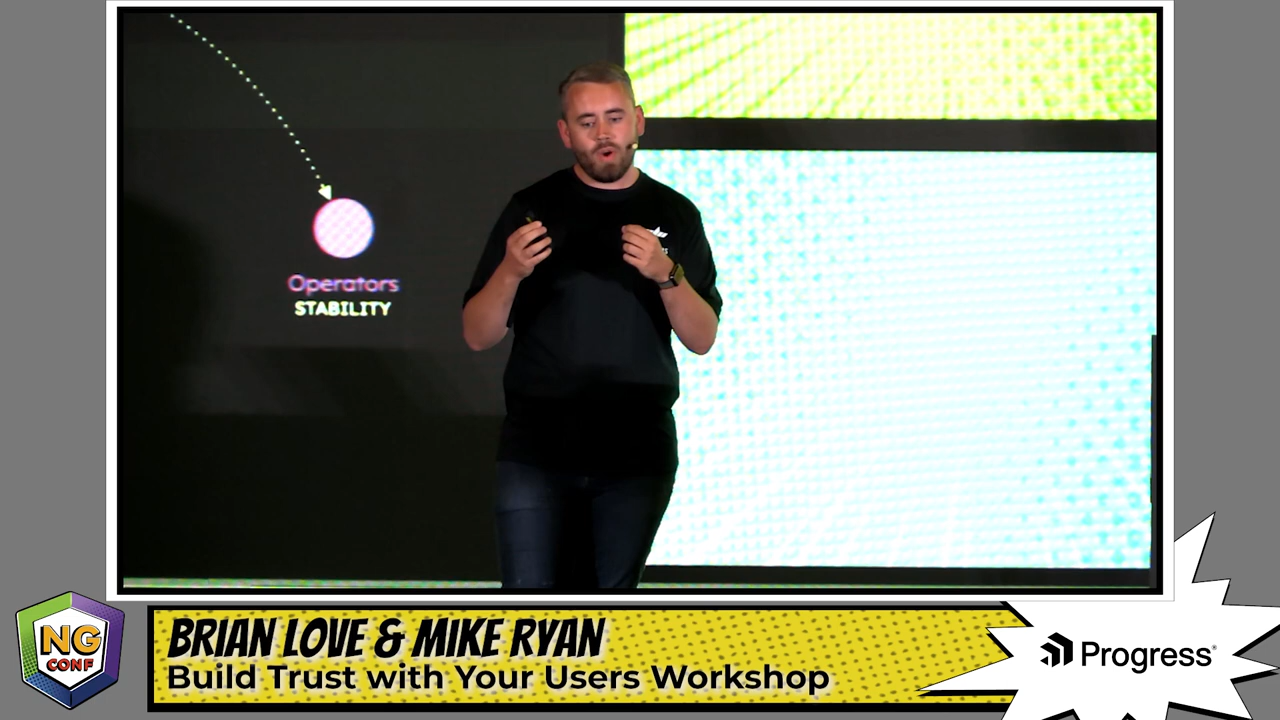 Operators
STABILITY
BRIAN LOVE & MIKE RYAN
Build Trust with Your Users Workshop
NG
CONF
Progress